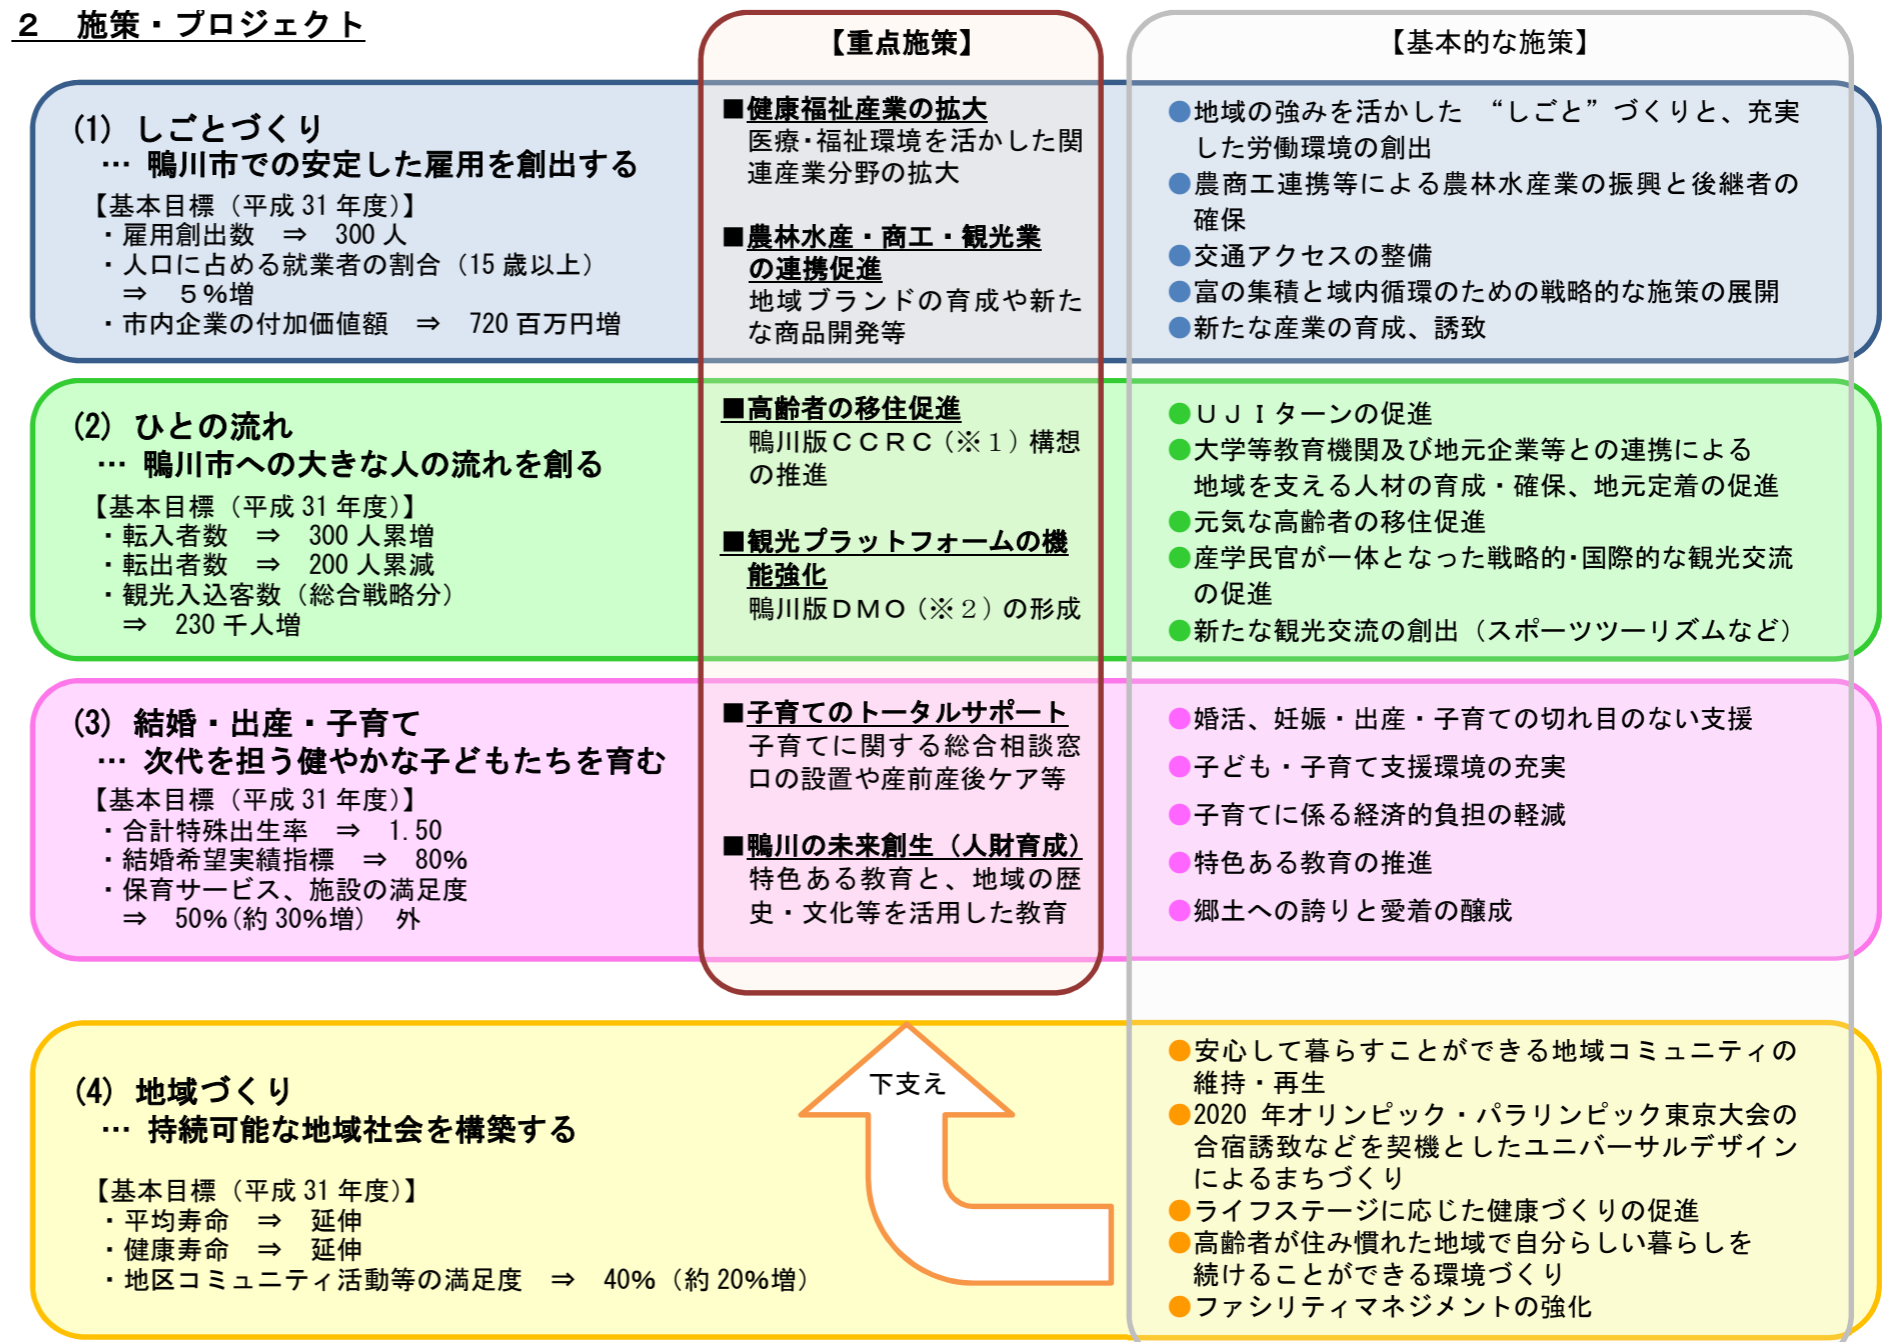 ２　施策・プロジェクト
【重点施策】
【基本的な施策】
(1) しごとづくり
… 鴨川市での安定した雇用を創出する
【基本目標（平成 31 年度）】
・雇用創出数　⇒　300 人
・人口に占める就業者の割合（15 歳以上）
⇒　５％増
・市内企業の付加価値額　⇒　720 百万円増
■健康福祉産業の拡大
医療・福祉環境を活かした関
連産業分野の拡大
■農林水産・商工・観光業
の連携促進
地域ブランドの育成や新た
な商品開発等
●地域の強みを活かした　“しごと”づくりと、充実
した労働環境の創出
●農商工連携等による農林水産業の振興と後継者の
確保
●交通アクセスの整備
●富の集積と域内循環のための戦略的な施策の展開
●新たな産業の育成、誘致
(2) ひとの流れ
… 鴨川市への大きな人の流れを創る
【基本目標（平成 31 年度）】
・転入者数　⇒　300 人累増
・転出者数　⇒　200 人累減
・観光入込客数（総合戦略分）
⇒　230 千人増
■高齢者の移住促進
鴨川版ＣＣＲＣ（※１）構想
の推進
■観光プラットフォームの機
能強化
鴨川版ＤＭＯ（※２）の形成
●ＵＪＩターンの促進
●大学等教育機関及び地元企業等との連携による
地域を支える人材の育成・確保、地元定着の促進
●元気な高齢者の移住促進
●産学民官が一体となった戦略的・国際的な観光交流
の促進
●新たな観光交流の創出（スポーツツーリズムなど）
(3) 結婚・出産・子育て
… 次代を担う健やかな子どもたちを育む
【基本目標（平成 31 年度）】
・合計特殊出生率　⇒　1.50
・結婚希望実績指標　⇒　80％
・保育サービス、施設の満足度
⇒　50％（約 30％増）　外
■子育てのトータルサポート
子育てに関する総合相談窓
口の設置や産前産後ケア等
■鴨川の未来創生（人財育成）
特色ある教育と、地域の歴
史・文化等を活用した教育
●婚活、妊娠・出産・子育ての切れ目のない支援
●子ども・子育て支援環境の充実
●子育てに係る経済的負担の軽減
●特色ある教育の推進
●郷土への誇りと愛着の醸成
(4) 地域づくり
… 持続可能な地域社会を構築する
【基本目標（平成 31 年度）】
・平均寿命　⇒　延伸
・健康寿命　⇒　延伸
・地区コミュニティ活動等の満足度　⇒　40％（約 20％増）
下支え
●安心して暮らすことができる地域コミュニティの
維持・再生
●2020 年オリンピック・パラリンピック東京大会の
合宿誘致などを契機としたユニバーサルデザイン
によるまちづくり
●ライフステージに応じた健康づくりの促進
●高齢者が住み慣れた地域で自分らしい暮らしを
続けることができる環境づくり
●ファシリティマネジメントの強化